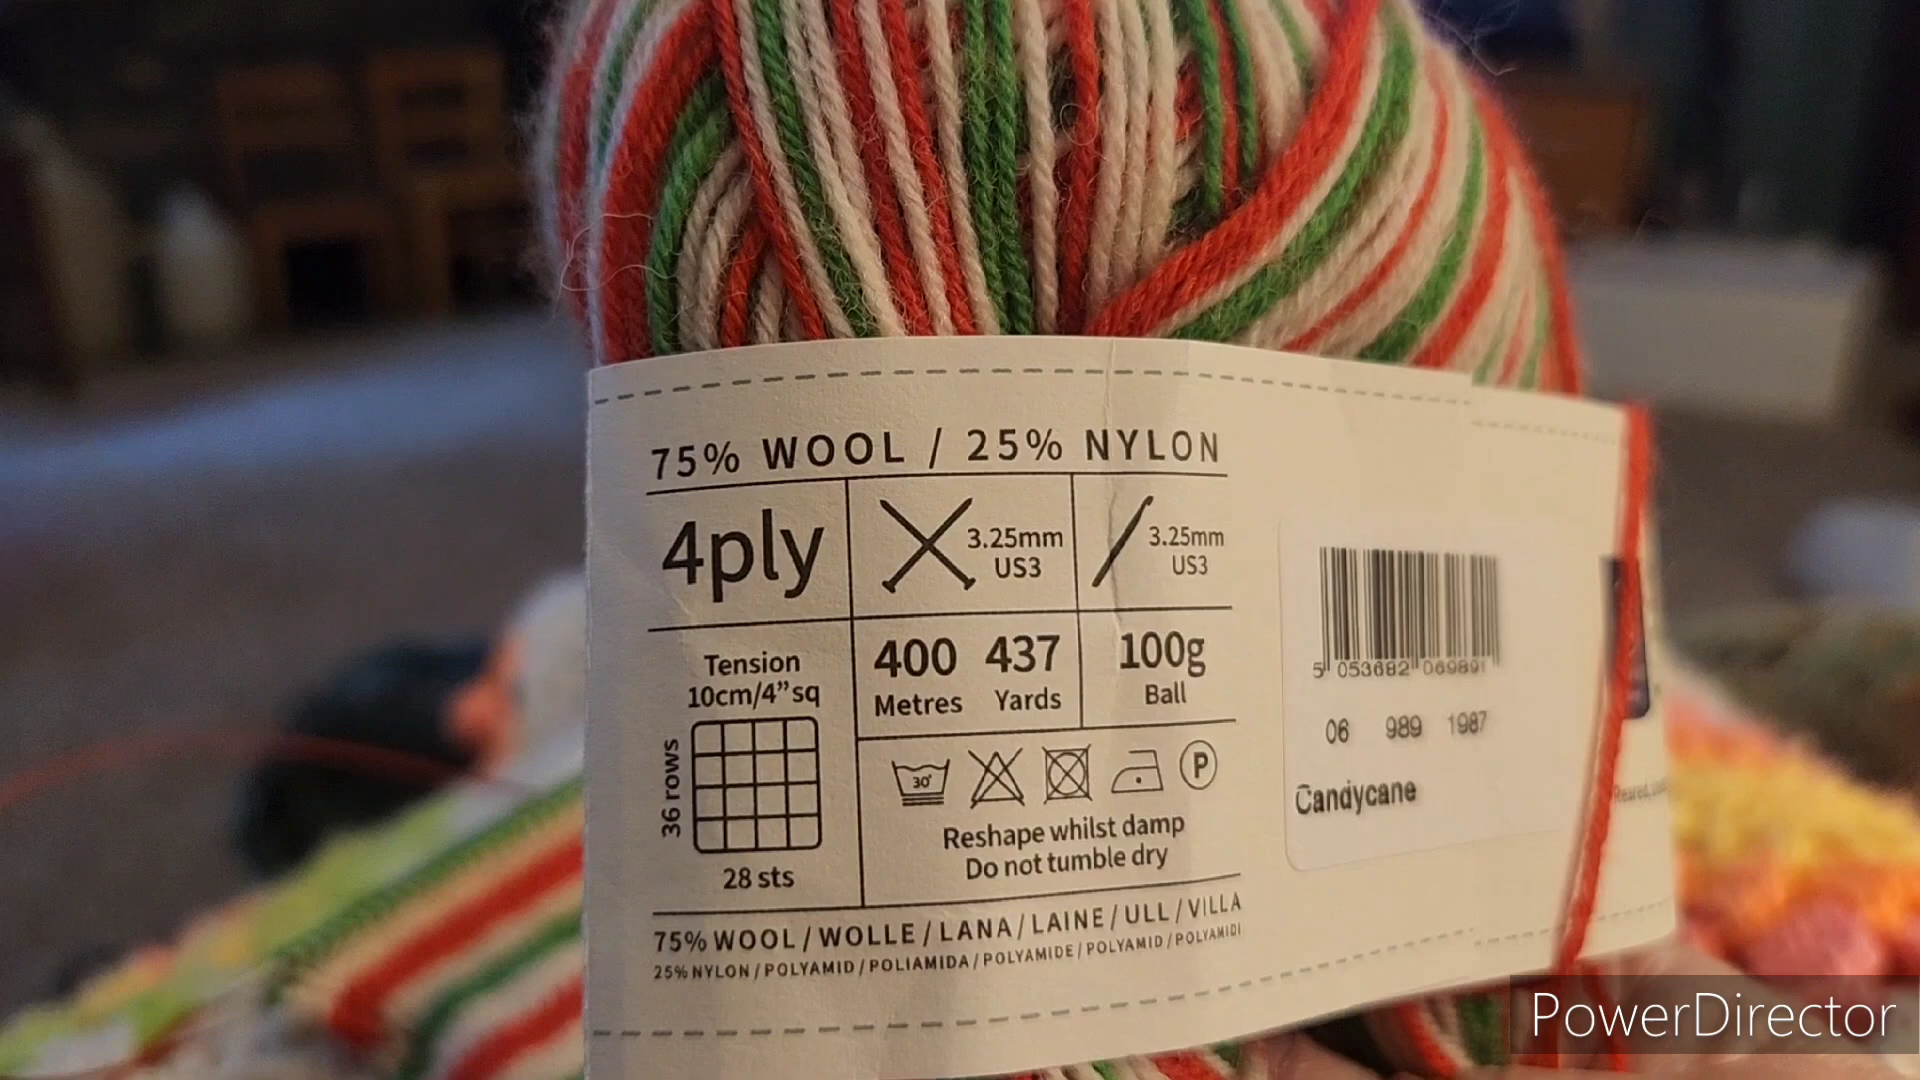 75% WOOL / 25% NYLON
4ply
3.25mm
US3
3.25mm
US3
Tension
10cm/4" sq
36 rows
28 sts
400 437
Metres Yards
100g
Ball
30°
P
Reshape whilst damp
Do not tumble dry
75% WOOL / WOLLE / LANA / LAINE / ULL / VILLA
25% NYLON / POLYAMID / POLIAMIDA / POLYAMIDE / POLYAMID / POLYAMIDI
5 053682 069891
06 989 1987
Candycane
Reared,
PowerDirector